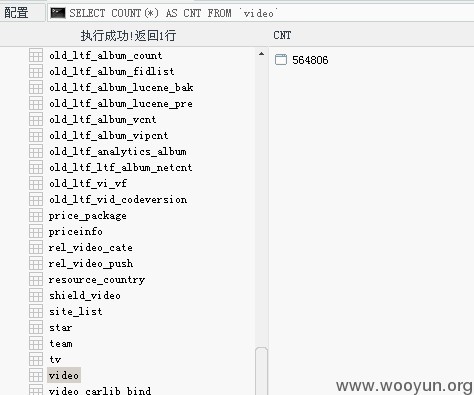 配置 SELECT COUNT(*) AS CNT FROM `video`
执行成功!返回1行 CNT
old_ltf_album_count
564806
old_ltf_album_fidlist
old_ltf_album_lucene_bak
old_ltf_album_lucene_pre
old_ltf_album_vcnt
old_ltf_album_vipcnt
old_ltf_analytics_album
old_ltf_ltf_album_netcnt
old_ltf_vi_vf
old_ltf_vid_codeversion
price_package
priceinfo
rel_video_cate
rel_video_push
resource_country
shield_video
site_list
star
team
tv
video
video_carlib_bind
www.wooyun.org